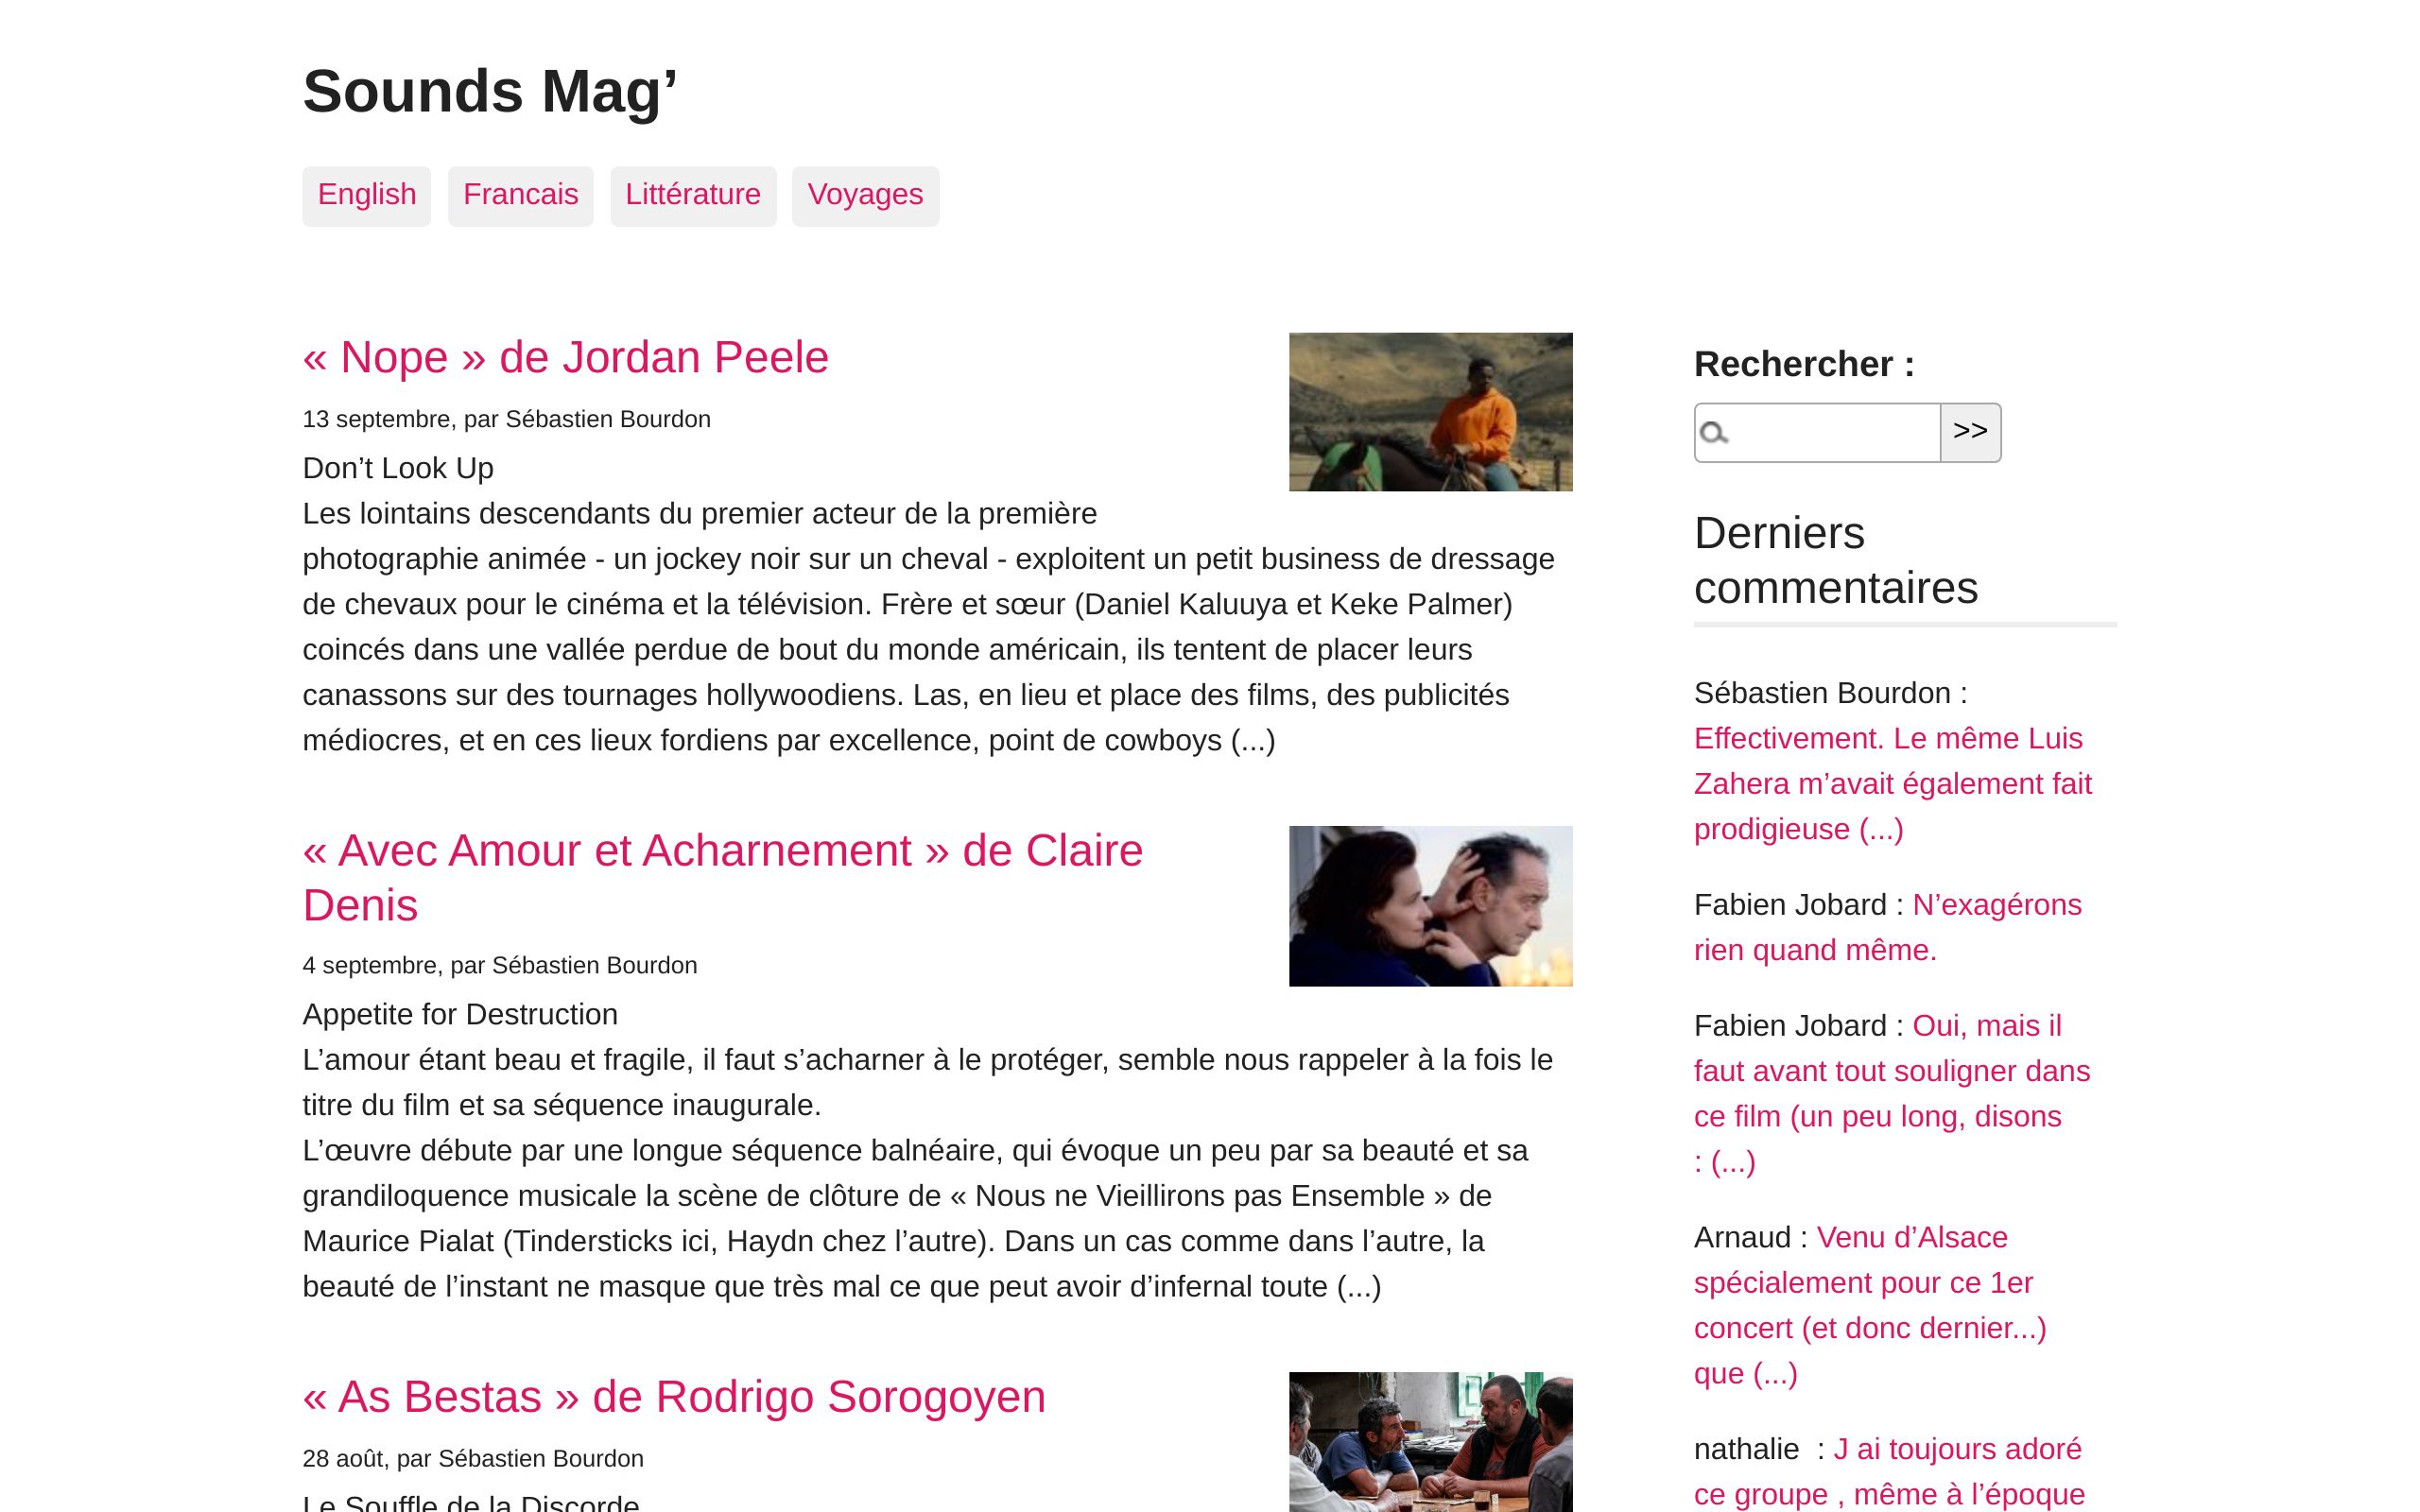 Sounds Mag’
English Francais Littérature Voyages
« Nope » de Jordan Peele
13 septembre, par Sébastien Bourdon
Don’t Look Up
Les lointains descendants du premier acteur de la première
photographie animée - un jockey noir sur un cheval - exploitent un petit business de dressage
de chevaux pour le cinéma et la télévision. Frère et sœur (Daniel Kaluuya et Keke Palmer)
coincés dans une vallée perdue de bout du monde américain, ils tentent de placer leurs
canassons sur des tournages hollywoodiens. Las, en lieu et place des films, des publicités
médiocres, et en ces lieux fordiens par excellence, point de cowboys (...)
« Avec Amour et Acharnement » de Claire
Denis
4 septembre, par Sébastien Bourdon
Appetite for Destruction
L’amour étant beau et fragile, il faut s’acharner à le protéger, semble nous rappeler à la fois le
titre du film et sa séquence inaugurale.
L’œuvre débute par une longue séquence balnéaire, qui évoque un peu par sa beauté et sa
grandiloquence musicale la scène de clôture de « Nous ne Vieillirons pas Ensemble » de
Maurice Pialat (Tindersticks ici, Haydn chez l’autre). Dans un cas comme dans l’autre, la
beauté de l’instant ne masque que très mal ce que peut avoir d’infernal toute (...)
« As Bestas » de Rodrigo Sorogoyen
28 août, par Sébastien Bourdon
Le Souffle de la Discorde
Rechercher :
>>
Derniers
commentaires
Sébastien Bourdon :
Effectivement. Le même Luis
Zahera m’avait également fait
prodigieuse (...)
Fabien Jobard : N’exagérons
rien quand même.
Fabien Jobard : Oui, mais il
faut avant tout souligner dans
ce film (un peu long, disons
: (...)
Arnaud : Venu d’Alsace
spécialement pour ce 1er
concert (et donc dernier...)
que (...)
nathalie  : J ai toujours adoré
ce groupe , même à l’époque